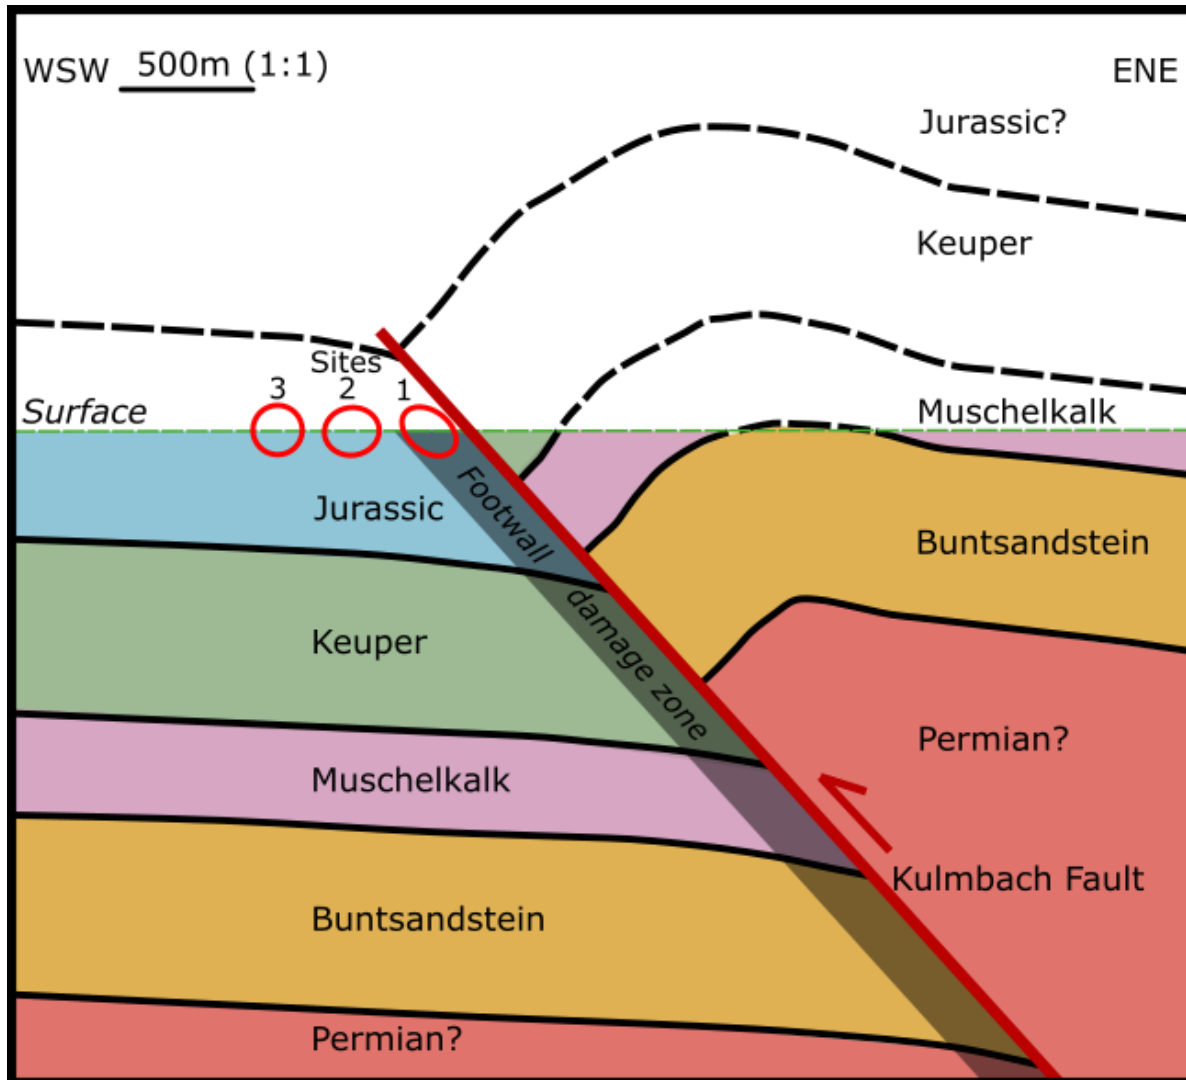 WSW 500m (1:1) ENE
Jurassic?
Keuper
Sites
3 2 1
Surface
Muschelkalk
Footwall damage zone
Jurassic
Buntsandstein
Keuper
Permian?
Muschelkalk
Kulmbach Fault
Buntsandstein
Permian?